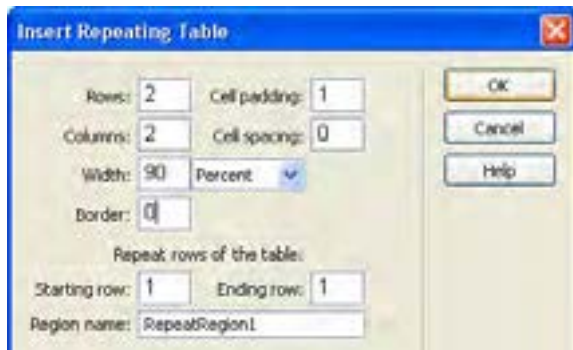 Insert Repeating Table
Rows: 2 Cell padding: 1 OK
Columns: 2 Cell spacing: 0 Cancel
Width: 90 Percent Help
Border: 0
Repeat rows of the table:
Starting row: 1 Ending row: 1
Region name: RepeatRegion1